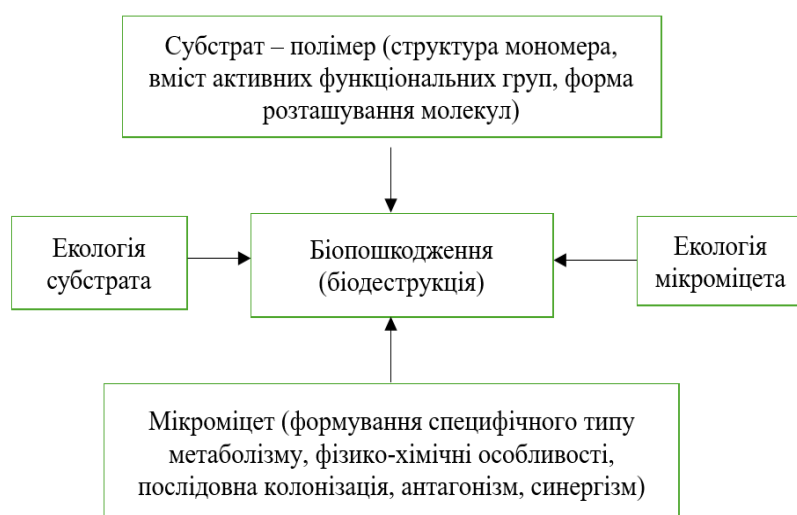 Субстрат – полімер (структура мономера,
вміст активних функціональних груп, форма
розташування молекул)
Екологія
субстрата
Біопошкодження
(біодеструкція)
Екологія
мікроміцета
Мікроміцет (формування специфічного типу
метаболізму, фізико-хімічні особливості,
послідовна колонізація, антагонізм, синергізм)